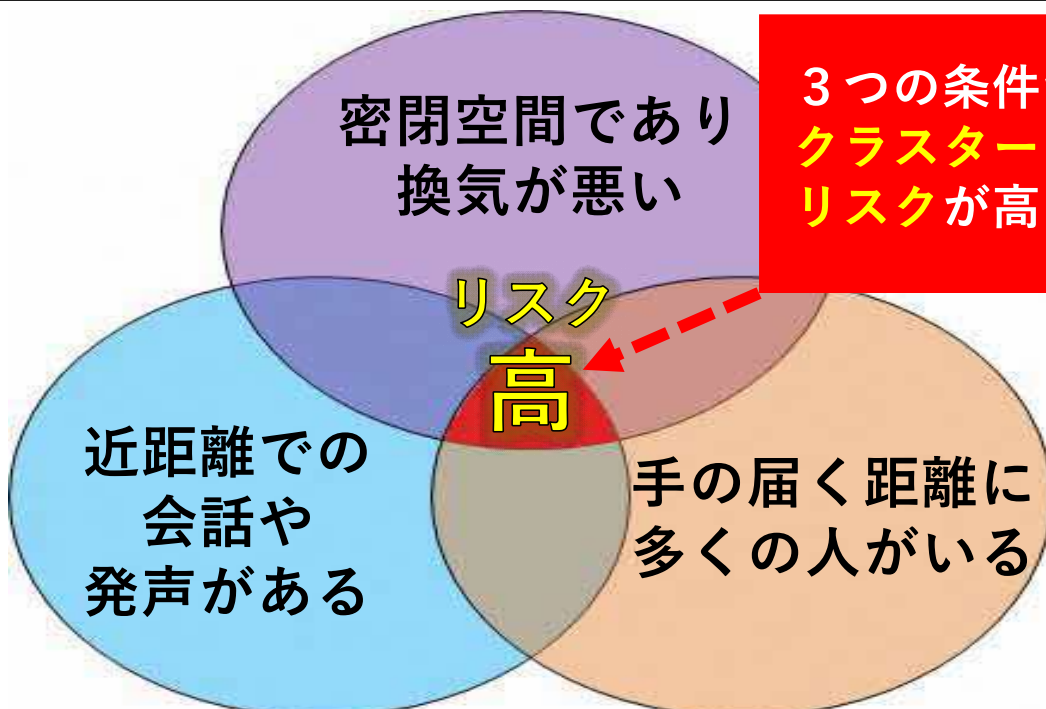 密閉空間であり
換気が悪い
３つの条件
クラスター
リスクが高
リスク
高
近距離での
会話や
発声がある
手の届く距離に
多くの人がいる